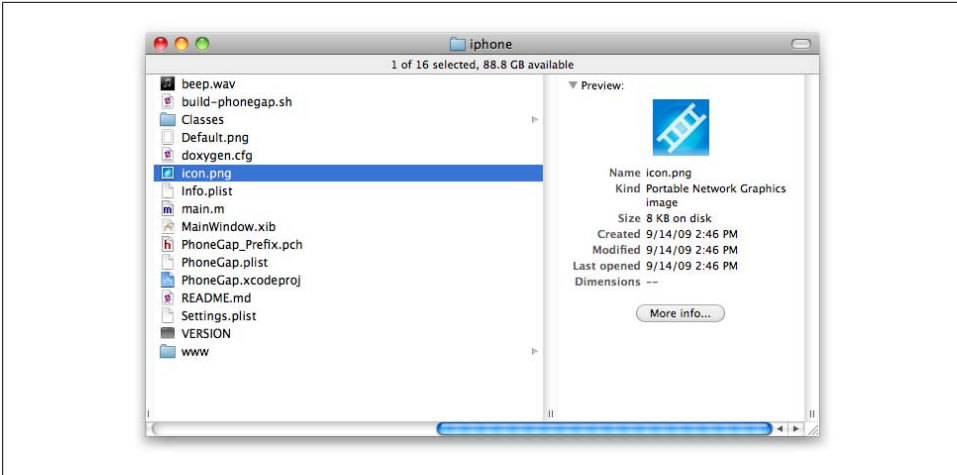 iphone
1 of 16 selected, 88.8 GB available
beep.wav
build-phonegap.sh
Classes
Default.png
doxygen.cfg
icon.png
Info.plist
main.m
MainWindow.xib
PhoneGap_Prefix.pch
PhoneGap.plist
PhoneGap.xcodeproj
README.md
Settings.plist
VERSION
www
Preview:
Name icon.png
Kind Portable Network Graphics
image
Size 8 KB on disk
Created 9/14/09 2:46 PM
Modified 9/14/09 2:46 PM
Last opened 9/14/09 2:46 PM
Dimensions --
More info...